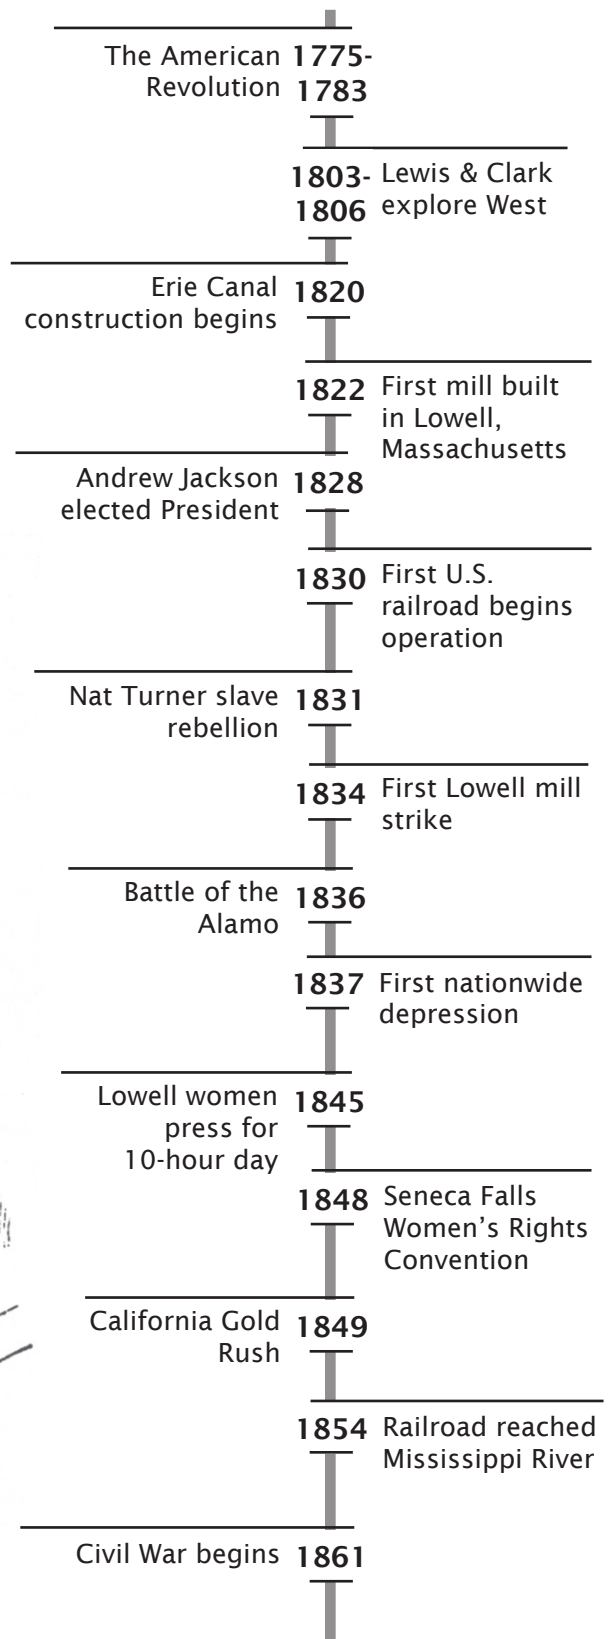 The American 1775-
Revolution 1783
1803- Lewis & Clark
1806 explore West
Erie Canal 1820
construction begins
1822 First mill built
in Lowell,
Massachusetts
Andrew Jackson 1828
elected President
1830 First U.S.
railroad begins
operation
Nat Turner slave 1831
rebellion
1834 First Lowell mill
strike
Battle of the 1836
Alamo
1837 First nationwide
depression
Lowell women 1845
press for
10-hour day
1848 Seneca Falls
Women’s Rights
Convention
California Gold 1849
Rush
1854 Railroad reached
Mississippi River
Civil War begins 1861